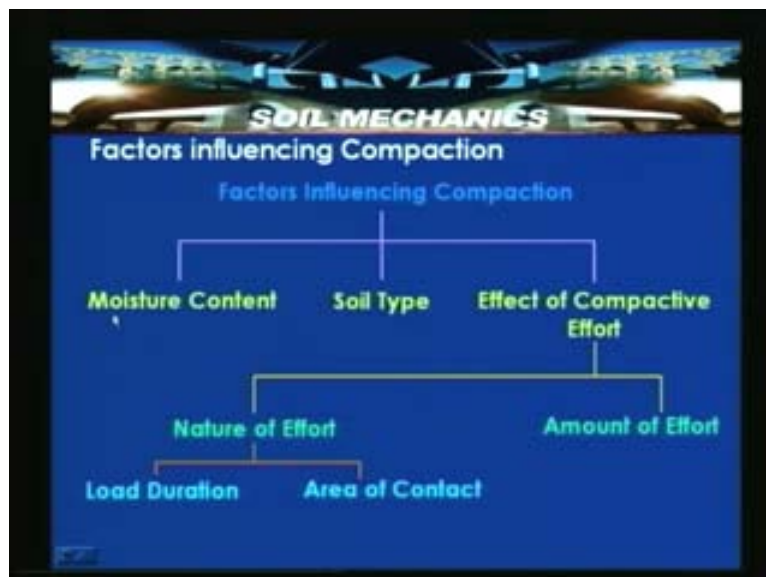 SOIL MECHANICS
Factors influencing Compaction
Factors Influencing Compaction
Moisture Content
Soil Type
Effect of Compactive
Effort
Nature of Effort
Amount of Effort
Load Duration
Area of Contact